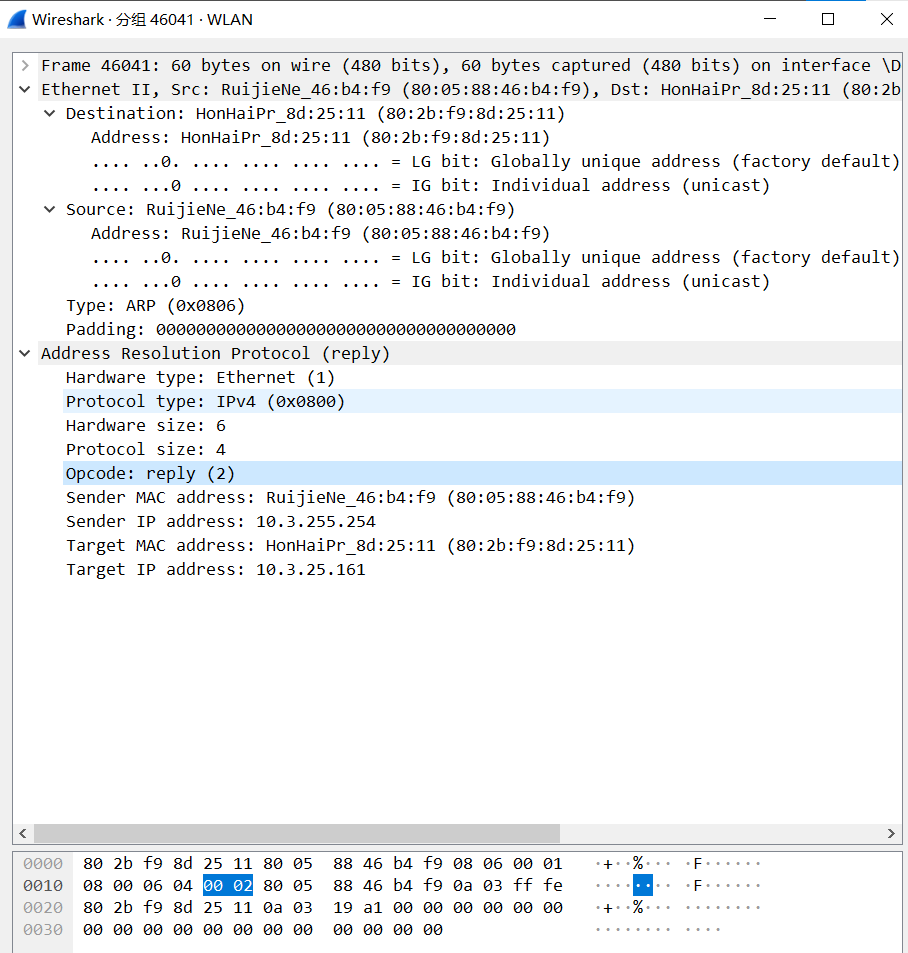 Wireshark · 分组 46041 · WLAN
Frame 46041: 60 bytes on wire (480 bits), 60 bytes captured (480 bits) on interface \D
Ethernet II, Src: RuijieNe_46:b4:f9 (80:05:88:46:b4:f9), Dst: HonHaiPr_8d:25:11 (80:2b
Destination: HonHaiPr_8d:25:11 (80:2b:f9:8d:25:11)
Address: HonHaiPr_8d:25:11 (80:2b:f9:8d:25:11)
.... ..0. .... .... .... .... = LG bit: Globally unique address (factory default)
.... ...0 .... .... .... .... = IG bit: Individual address (unicast)
Source: RuijieNe_46:b4:f9 (80:05:88:46:b4:f9)
Address: RuijieNe_46:b4:f9 (80:05:88:46:b4:f9)
.... ..0. .... .... .... .... = LG bit: Globally unique address (factory default)
.... ...0 .... .... .... .... = IG bit: Individual address (unicast)
Type: ARP (0x0806)
Padding: 000000000000000000000000000000000000
Address Resolution Protocol (reply)
Hardware type: Ethernet (1)
Protocol type: IPv4 (0x0800)
Hardware size: 6
Protocol size: 4
Opcode: reply (2)
Sender MAC address: RuijieNe_46:b4:f9 (80:05:88:46:b4:f9)
Sender IP address: 10.3.255.254
Target MAC address: HonHaiPr_8d:25:11 (80:2b:f9:8d:25:11)
Target IP address: 10.3.25.161
0000 80 2b f9 8d 25 11 80 05 88 46 b4 f9 08 06 00 01 ·+··%··· ·F······
0010 08 00 06 04 00 02 80 05 88 46 b4 f9 0a 03 ff fe ········ ·F······
0020 80 2b f9 8d 25 11 0a 03 19 a1 00 00 00 00 00 00 ·+··%··· ········
0030 00 00 00 00 00 00 00 00 00 00 00 00 ········ ····